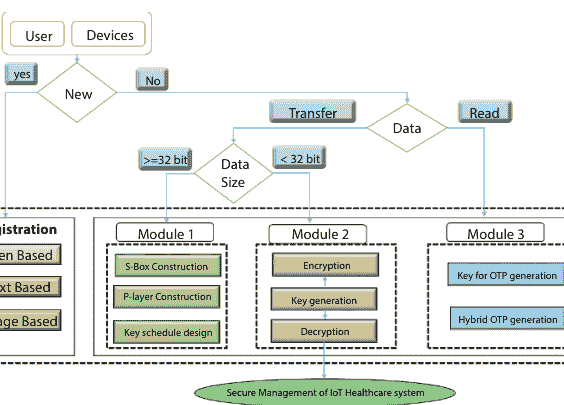 User
Devices
yes
No
New
Transfer
Read
Data
>=32 bit
Data
Size
< 32 bit
gistration
en Based
xt Based
age Based
Module 1
S-Box Construction
P-layer Construction
Key schedule design
Module 2
Encryption
Key generation
Decryption
Module 3
Key for OTP generation
Hybrid OTP generation
Secure Management of IoT Healthcare system